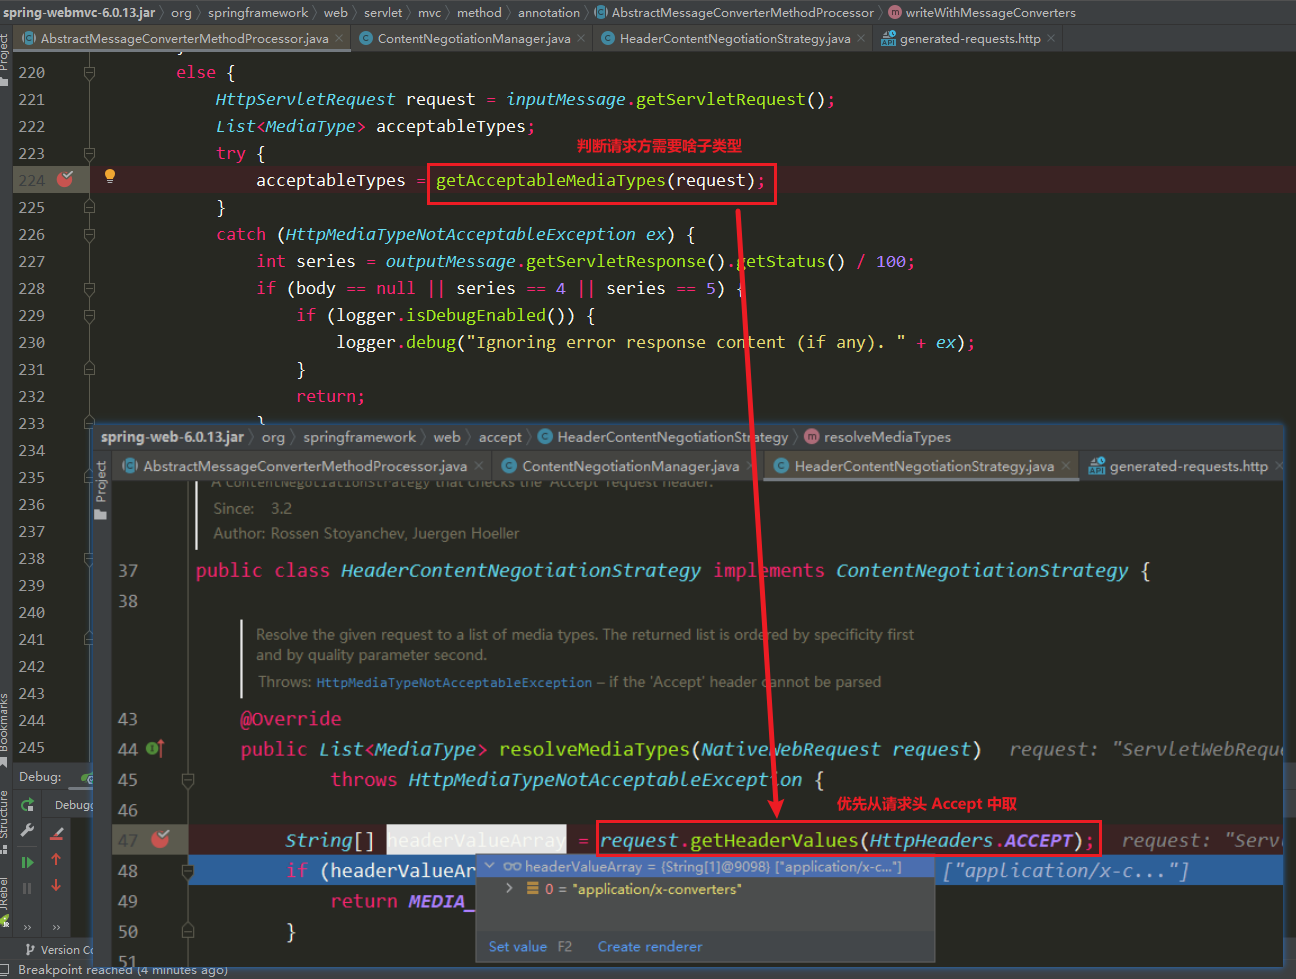 spring-webmvc-6.0.13.jar org springframework web servlet mvc method annotation AbstractMessageConverterMethodProcessor writeWithMessageConverters
AbstractMessageConverterMethodProcessor.java ContentNegotiationManager.java HeaderContentNegotiationStrategy.java generated-requests.http
Project
220 else {
221 HttpServletRequest request = inputMessage.getServletRequest();
222 List<MediaType> acceptableTypes;
判断请求方需要啥子类型
223 try {
224 acceptableTypes = getAcceptableMediaTypes(request);
225 }
226 catch (HttpMediaTypeNotAcceptableException ex) {
227 int series = outputMessage.getServletResponse().getStatus() / 100;
228 if (body == null || series == 4 || series == 5) {
229 if (logger.isDebugEnabled()) {
230 logger.debug("Ignoring error response content (if any). " + ex);
231 }
232 return;
233 }
234
235
236
237
238
239
240
241
242
243
244
245
spring-web-6.0.13.jar org springframework web accept HeaderContentNegotiationStrategy resolveMediaTypes
AbstractMessageConverterMethodProcessor.java ContentNegotiationManager.java HeaderContentNegotiationStrategy.java generated-requests.http
Project
A ContentNegotiationStrategy that checks the 'Accept' request header.
Since: 3.2
Author: Rossen Stoyanchev, Juergen Hoeller
37 public class HeaderContentNegotiationStrategy implements ContentNegotiationStrategy {
38
Resolve the given request to a list of media types. The returned list is ordered by specificity first
and by quality parameter second.
Throws: HttpMediaTypeNotAcceptableException – if the 'Accept' header cannot be parsed
43 @Override
44 public List<MediaType> resolveMediaTypes(NativeWebRequest request) request: "ServletWebReque
45 throws HttpMediaTypeNotAcceptableException {
46
优先从请求头 Accept 中取
47 String[] headerValueArray = request.getHeaderValues(HttpHeaders.ACCEPT); request: "Serv
48 if (headerValueAr ["application/x-c..."]
headerValueArray = {String[1]@9098} ["application/x-c..."]
0 = "application/x-converters"
49 return MEDIA_
50 }
51
Set value F2 Create renderer
Bookmarks
Structure
JRebel
Debug:
Debugg
Version Co
Breakpoint reached (4 minutes ago)